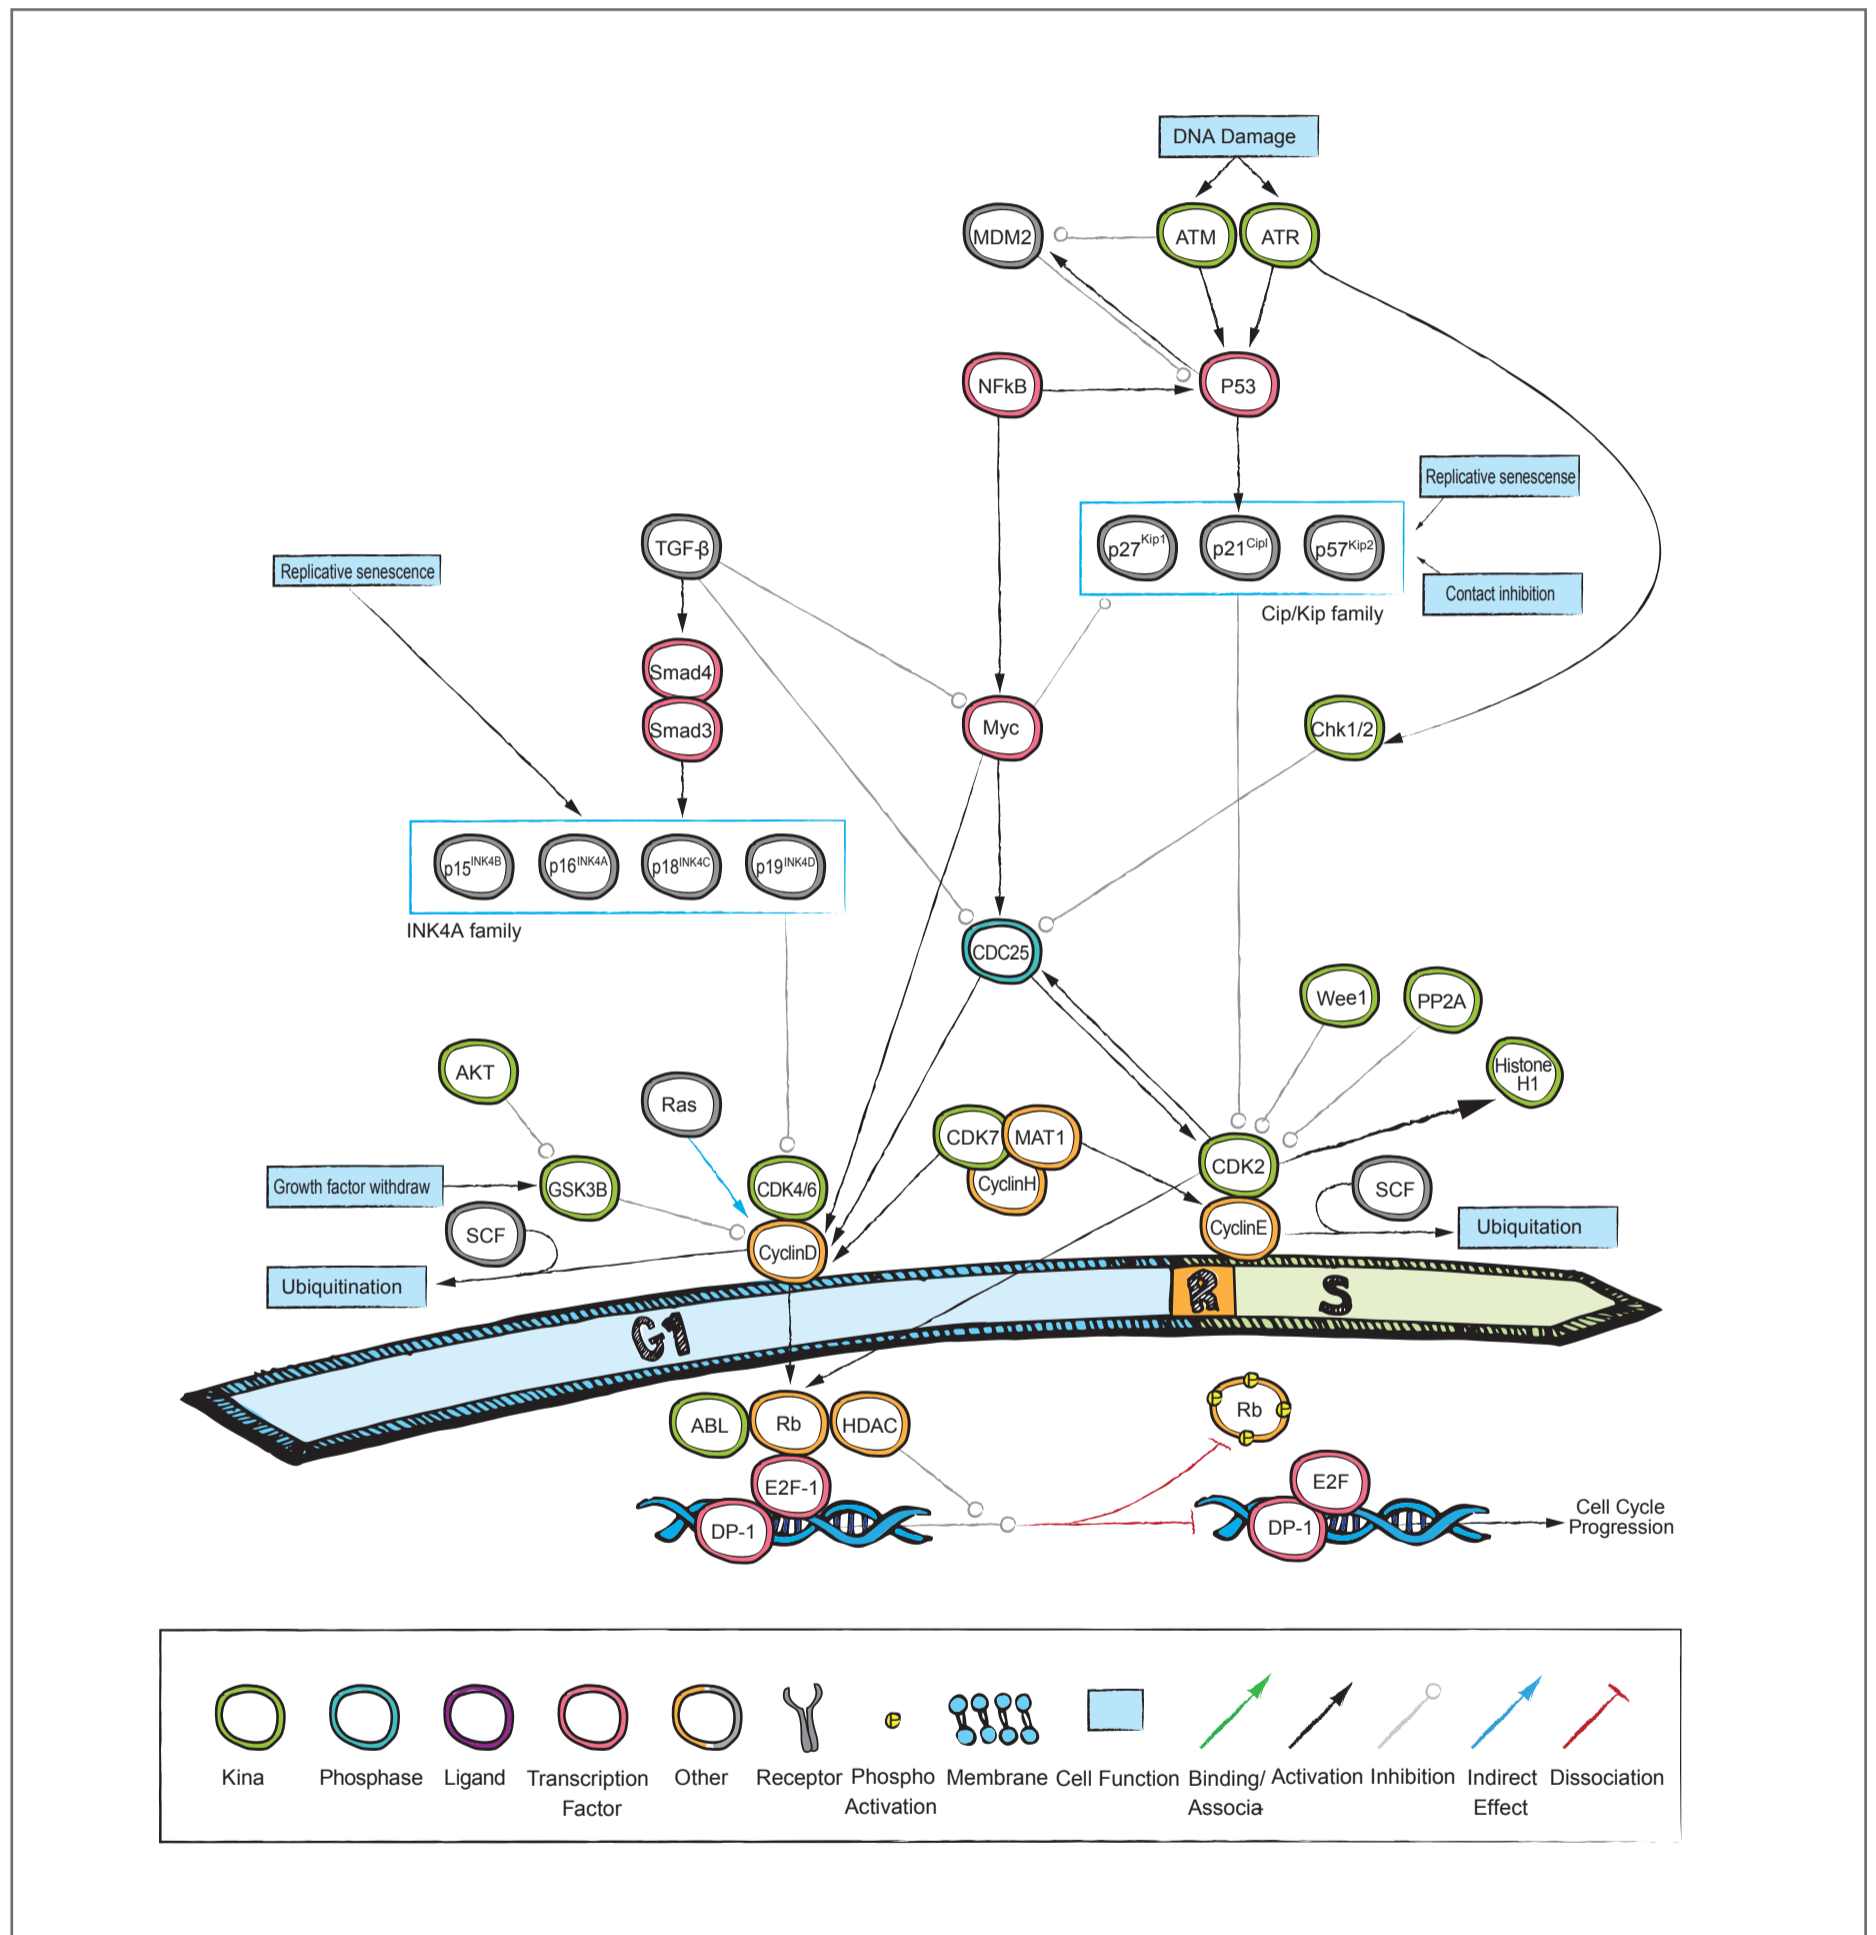 DNA Damage
MDM2
ATM
ATR
NFkB
P53
Replicative senescense
p27Kip1
p21CipI
p57Kip2
TGF-β
Replicative senescence
Contact inhibition
Cip/Kip family
Smad4
Smad3
Myc
Chk1/2
p15INK4B
p16INK4A
p18INK4C
p19INK4D
INK4A family
CDC25
Wee1
PP2A
Histone
H1
AKT
Ras
CDK7
MAT1
CyclinH
CDK2
Growth factor withdraw
GSK3B
CDK4/6
SCF
SCF
CyclinD
CyclinE
Ubiquitation
Ubiquitination
G1
R
S
ABL
Rb
HDAC
Rb
E2F-1
E2F
DP-1
DP-1
Cell Cycle
Progression
Kina
Phosphase
Ligand
Transcription
Factor
Other
Receptor
Phospho
Activation
Membrane
Cell Function
Binding/
Associa
Activation
Inhibition
Indirect
Effect
Dissociation